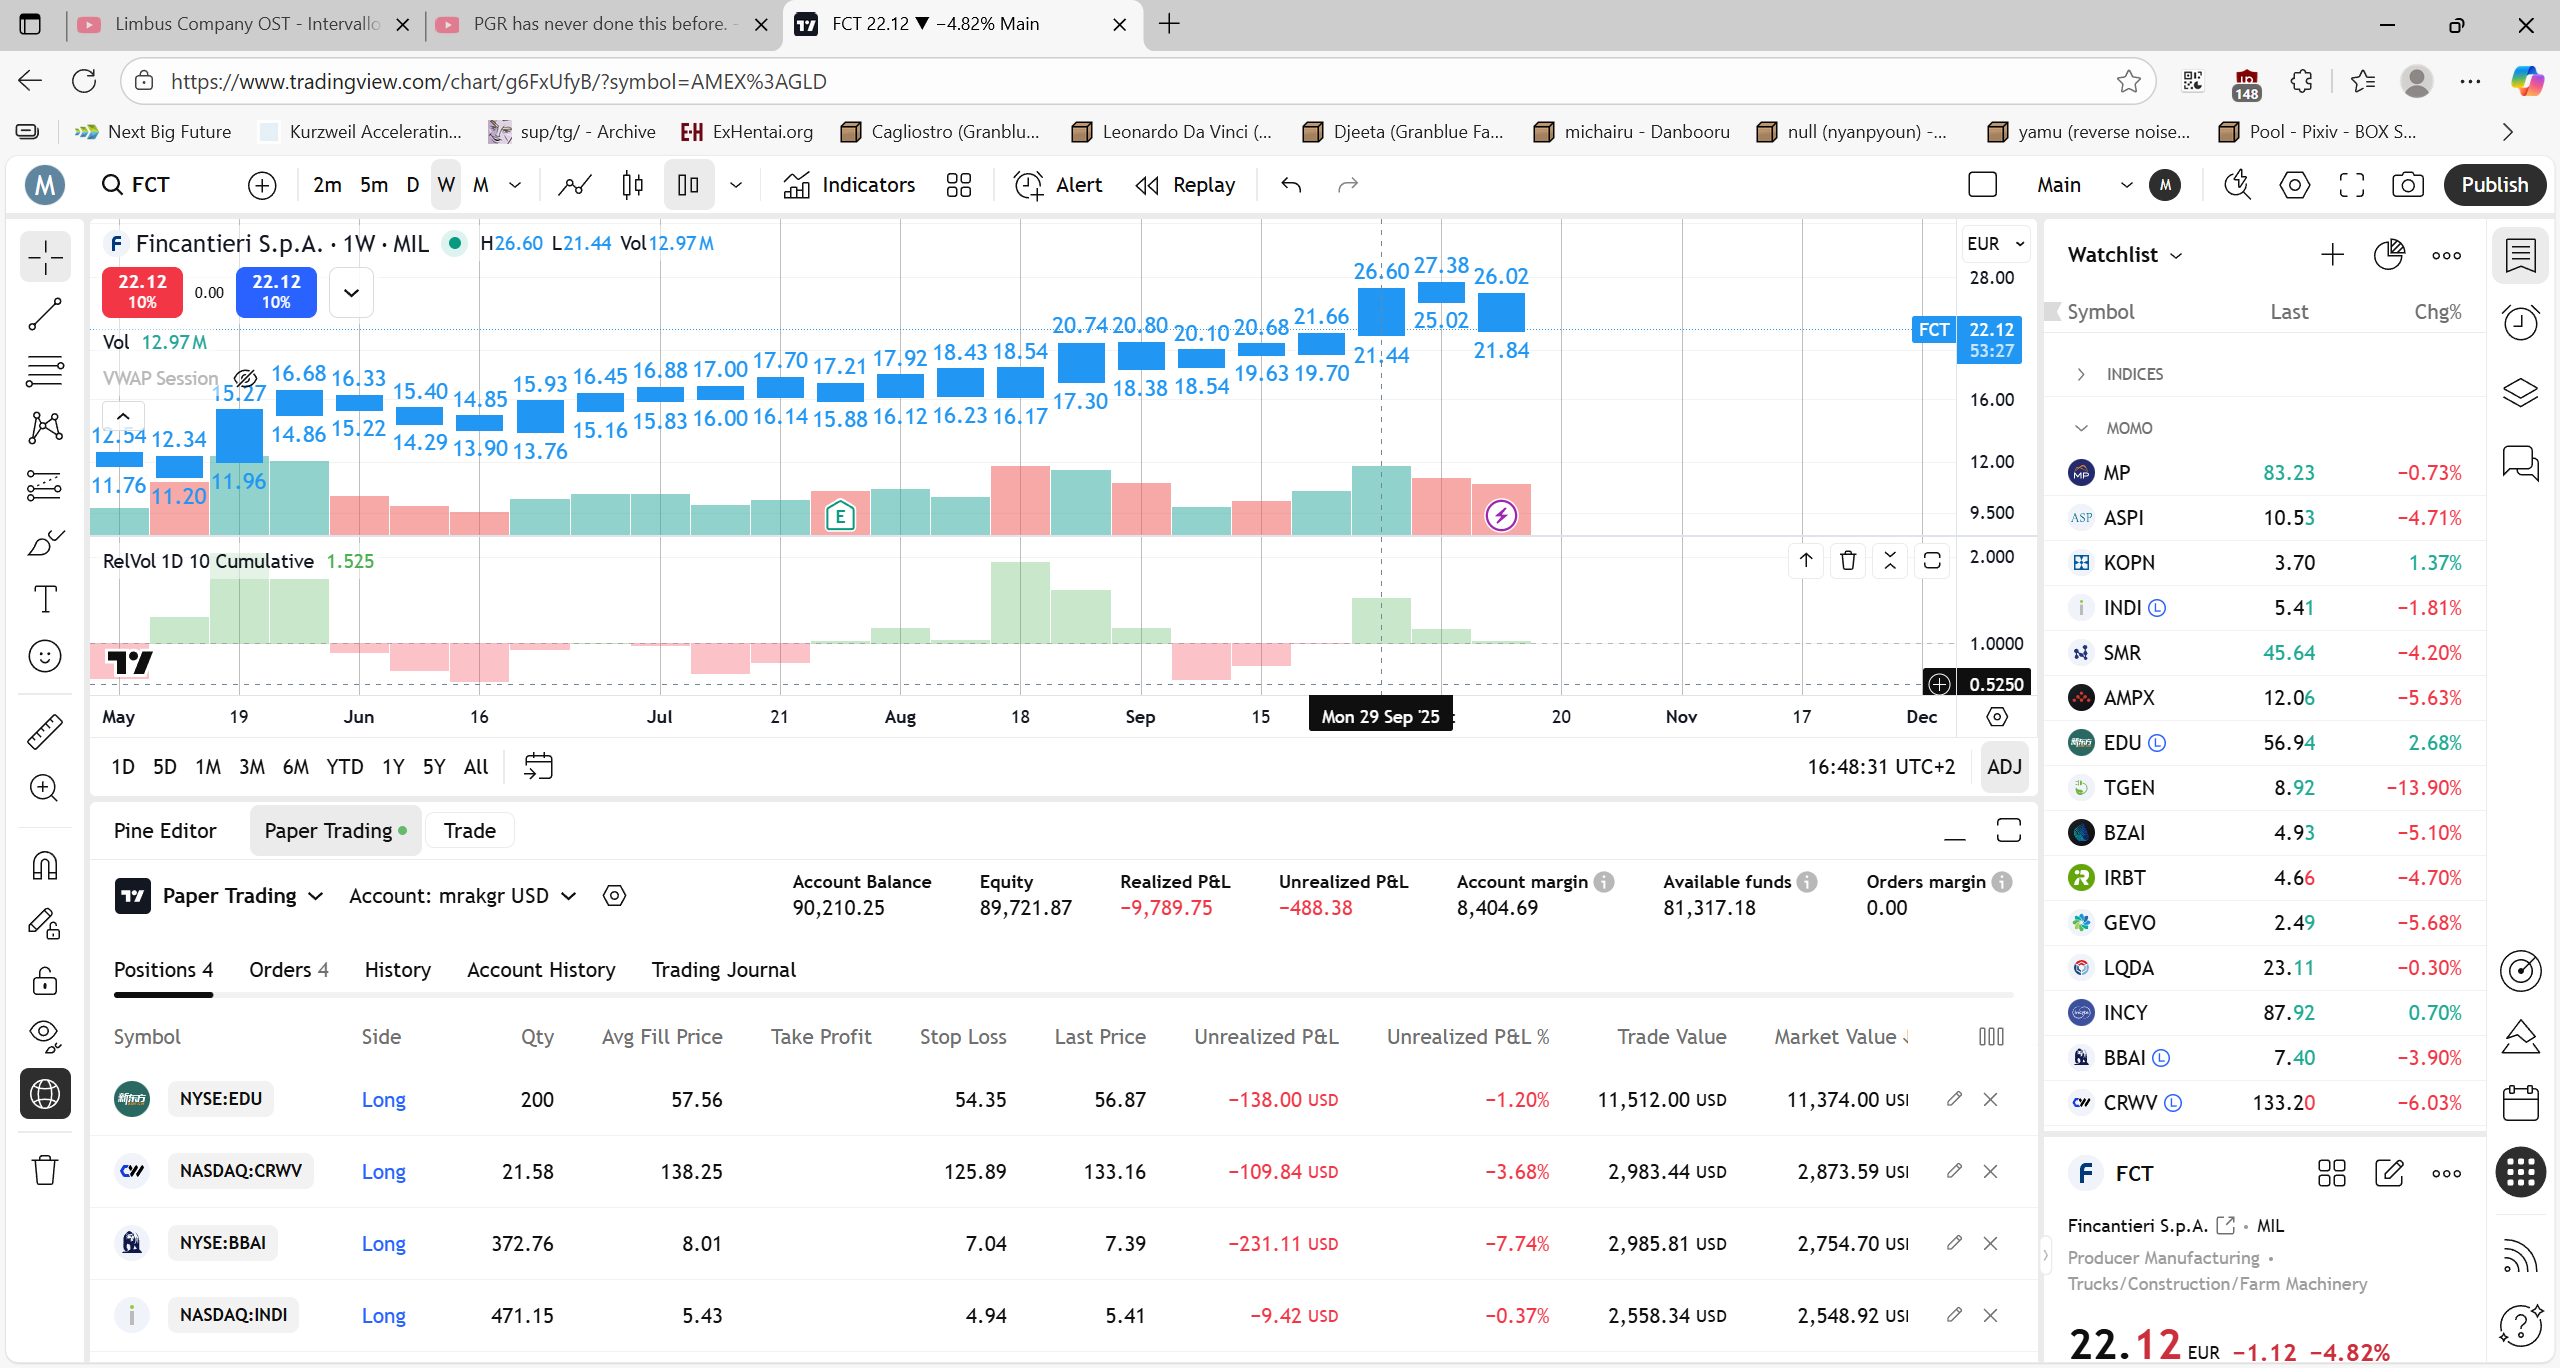 Limbus Company OST - Intervallo
PGR has never done this before. -
FCT 22.12 ▼ −4.82% Main
https://www.tradingview.com/chart/g6FxUfyB/?symbol=AMEX%3AGLD
148
Next Big Future
Kurzweil Acceleratin...
sup/tg/ - Archive
ExHentai.org
Cagliostro (Granblu...
Leonardo Da Vinci (...
Djeeta (Granblue Fa...
michairu - Danbooru
null (nyanpyoun) -...
yamu (reverse noise...
Pool - Pixiv - BOX S...
M FCT 2m 5m D W M Indicators Alert Replay Main M Publish
Fincantieri S.p.A. · 1W · MIL H26.60 L21.44 Vol12.97 M
22.12 10% 0.00 22.12 10%
Vol 12.97 M
VWAP Session
12.54 12.34 15.27 16.68 16.33 15.40 14.85 15.93 16.45 16.88 17.00 17.70 17.21 17.92 18.43 18.54 20.74 20.80 20.10 20.68 21.66 26.60 27.38 26.02
11.76 11.20 11.96 14.86 15.22 14.29 13.90 13.76 15.16 15.83 16.00 16.14 15.88 16.12 16.23 16.17 17.30 18.38 18.54 19.63 19.70 21.44 25.02 21.84
E
EUR
28.00
FCT 22.12
53:27
16.00
12.00
9.500
RelVol 1D 10 Cumulative 1.525
2.000
1.0000
0.5250
May 19 Jun 16 Jul 21 Aug 18 Sep 15 Mon 29 Sep '25 20 Nov 17 Dec
1D 5D 1M 3M 6M YTD 1Y 5Y All 16:48:31 UTC+2 ADJ
Pine Editor Paper Trading Trade
Paper Trading Account: mrakgr USD
Account Balance Equity Realized P&L Unrealized P&L Account margin Available funds Orders margin
90,210.25 89,721.87 −9,789.75 −488.38 8,404.69 81,317.18 0.00
Positions 4 Orders 4 History Account History Trading Journal
Symbol Side Qty Avg Fill Price Take Profit Stop Loss Last Price Unrealized P&L Unrealized P&L % Trade Value Market Value
NYSE:EDU Long 200 57.56 54.35 56.87 −138.00 USD −1.20% 11,512.00 USD 11,374.00 USI
NASDAQ:CRWV Long 21.58 138.25 125.89 133.16 −109.84 USD −3.68% 2,983.44 USD 2,873.59 USI
NYSE:BBAI Long 372.76 8.01 7.04 7.39 −231.11 USD −7.74% 2,985.81 USD 2,754.70 USI
NASDAQ:INDI Long 471.15 5.43 4.94 5.41 −9.42 USD −0.37% 2,558.34 USD 2,548.92 USI
Watchlist
Symbol Last Chg%
INDICES
MOMO
MP 83.23 −0.73%
ASP ASPI 10.53 −4.71%
KOPN 3.70 1.37%
INDI L 5.41 −1.81%
SMR 45.64 −4.20%
AMPX 12.06 −5.63%
EDU L 56.94 2.68%
TGEN 8.92 −13.90%
BZAI 4.93 −5.10%
IRBT 4.66 −4.70%
GEVO 2.49 −5.68%
LQDA 23.11 −0.30%
INCY 87.92 0.70%
BBAI L 7.40 −3.90%
CRWV L 133.20 −6.03%
FCT
Fincantieri S.p.A. • MIL
Producer Manufacturing •
Trucks/Construction/Farm Machinery
22.12 EUR −1.12 −4.82%